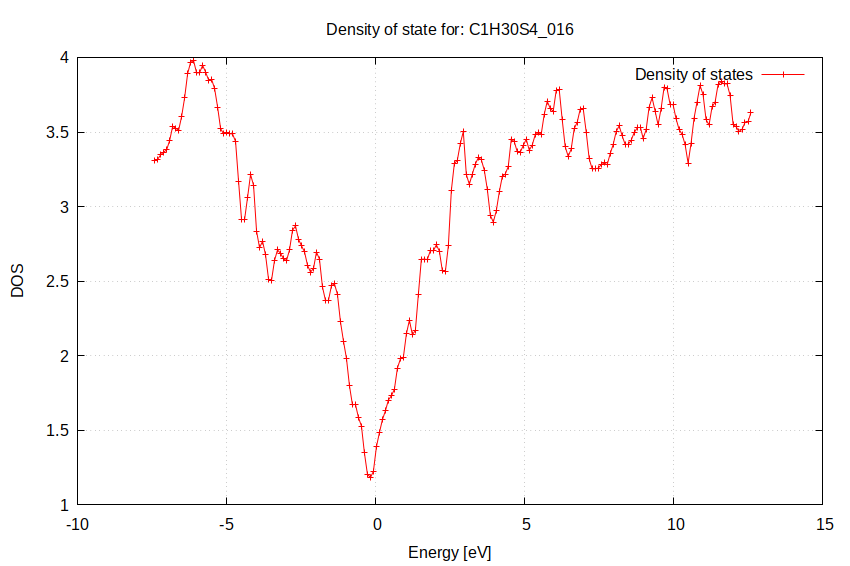 Density of state for: C1H30S4_016
Density of states
4
3.5
3
2.5
2
1.5
1
DOS
-10 -5 0 5 10 15
Energy [eV]